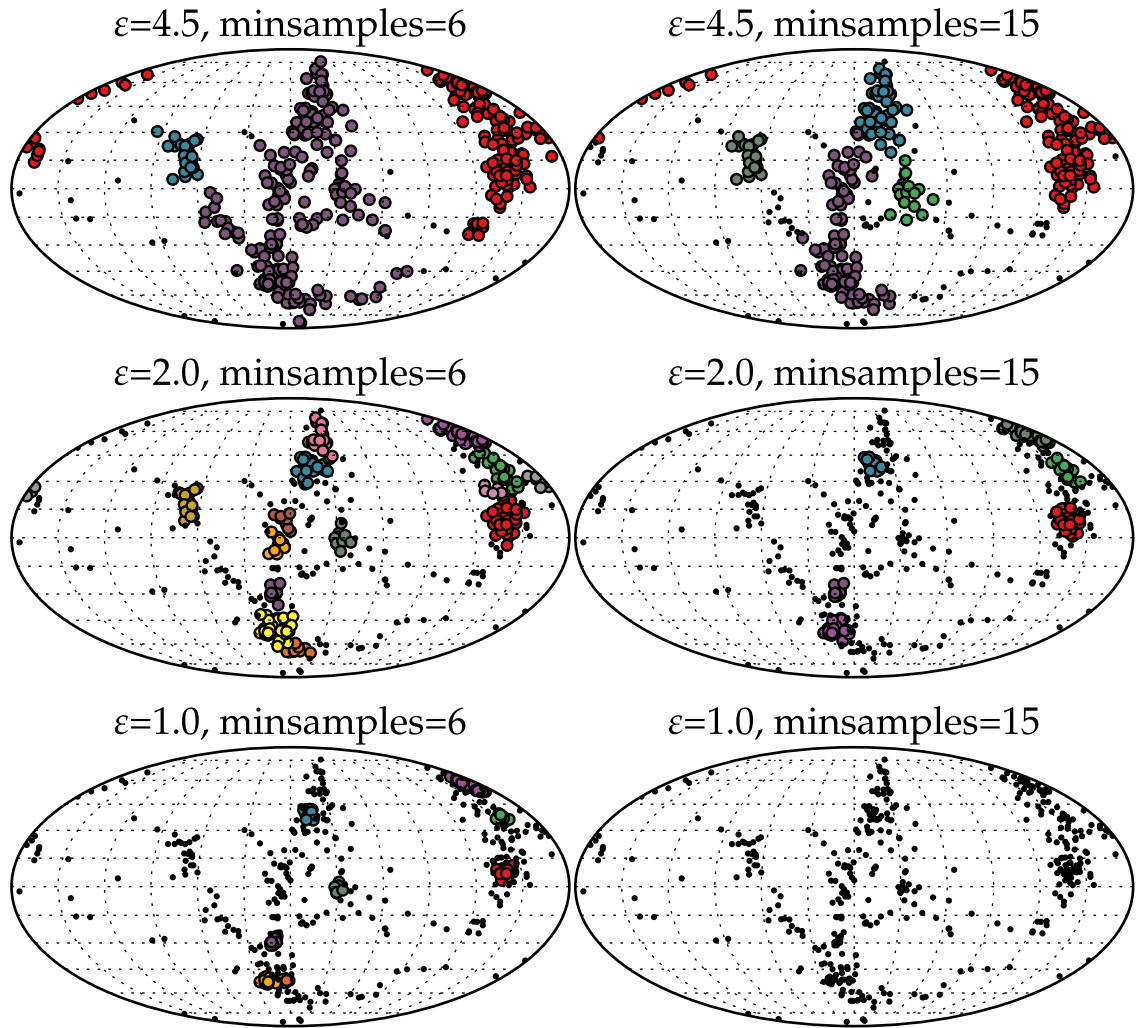 ε=4.5, minsamples=6
ε=4.5, minsamples=15
ε=2.0, minsamples=6
ε=2.0, minsamples=15
ε=1.0, minsamples=6
ε=1.0, minsamples=15